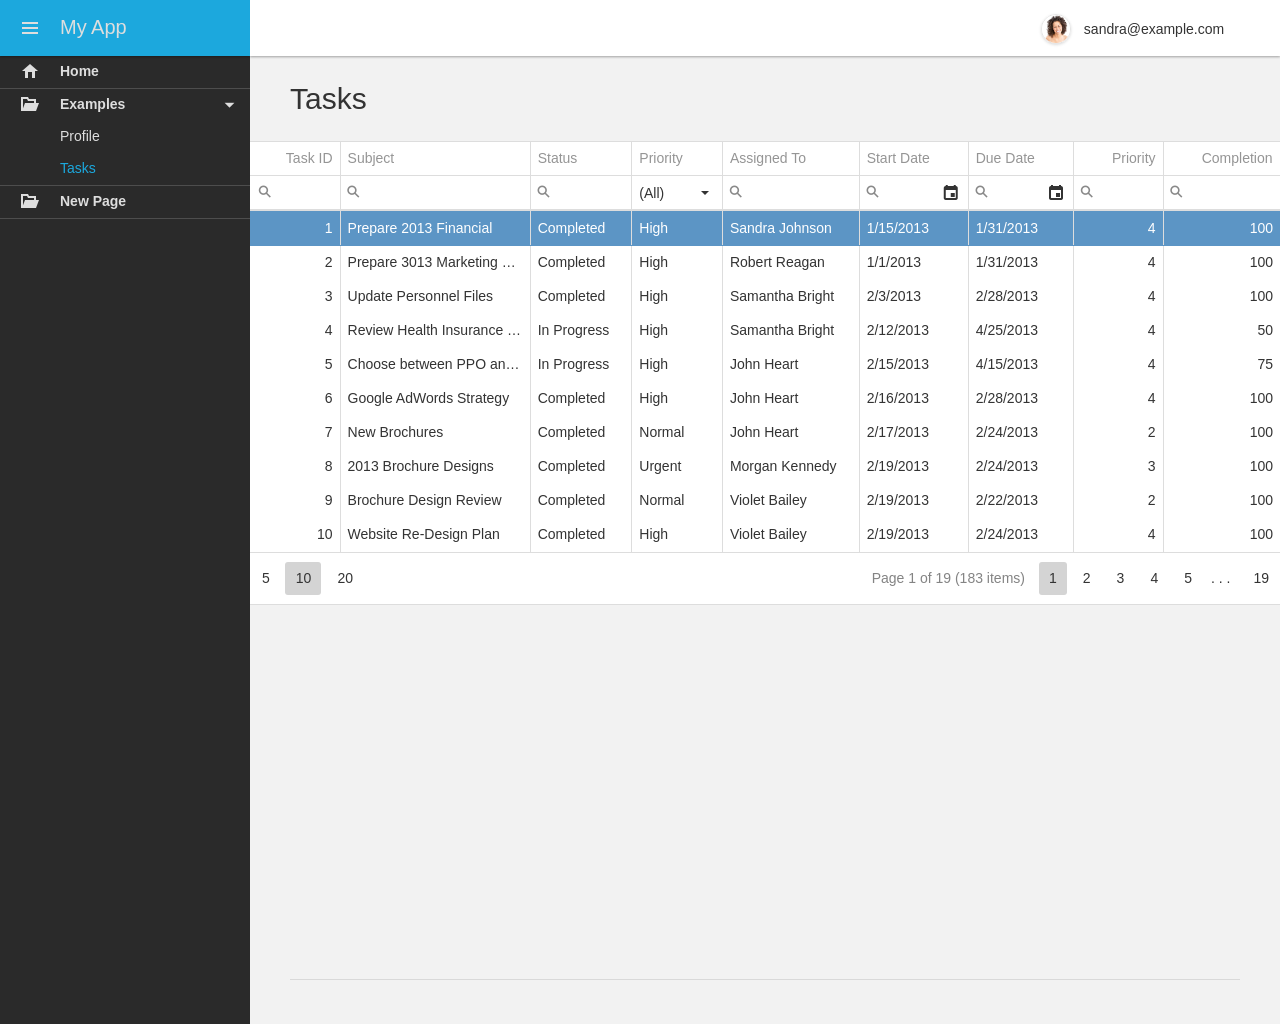 My App
sandra@example.com
Home
Examples
Profile
Tasks
New Page
Tasks
Task ID Subject Status Priority Assigned To Start Date Due Date Priority Completion
(All)
1 Prepare 2013 Financial Completed High Sandra Johnson 1/15/2013 1/31/2013 4 100
2 Prepare 3013 Marketing … Completed High Robert Reagan 1/1/2013 1/31/2013 4 100
3 Update Personnel Files Completed High Samantha Bright 2/3/2013 2/28/2013 4 100
4 Review Health Insurance … In Progress High Samantha Bright 2/12/2013 4/25/2013 4 50
5 Choose between PPO an… In Progress High John Heart 2/15/2013 4/15/2013 4 75
6 Google AdWords Strategy Completed High John Heart 2/16/2013 2/28/2013 4 100
7 New Brochures Completed Normal John Heart 2/17/2013 2/24/2013 2 100
8 2013 Brochure Designs Completed Urgent Morgan Kennedy 2/19/2013 2/24/2013 3 100
9 Brochure Design Review Completed Normal Violet Bailey 2/19/2013 2/22/2013 2 100
10 Website Re-Design Plan Completed High Violet Bailey 2/19/2013 2/24/2013 4 100
5 10 20 Page 1 of 19 (183 items) 1 2 3 4 5 . . . 19